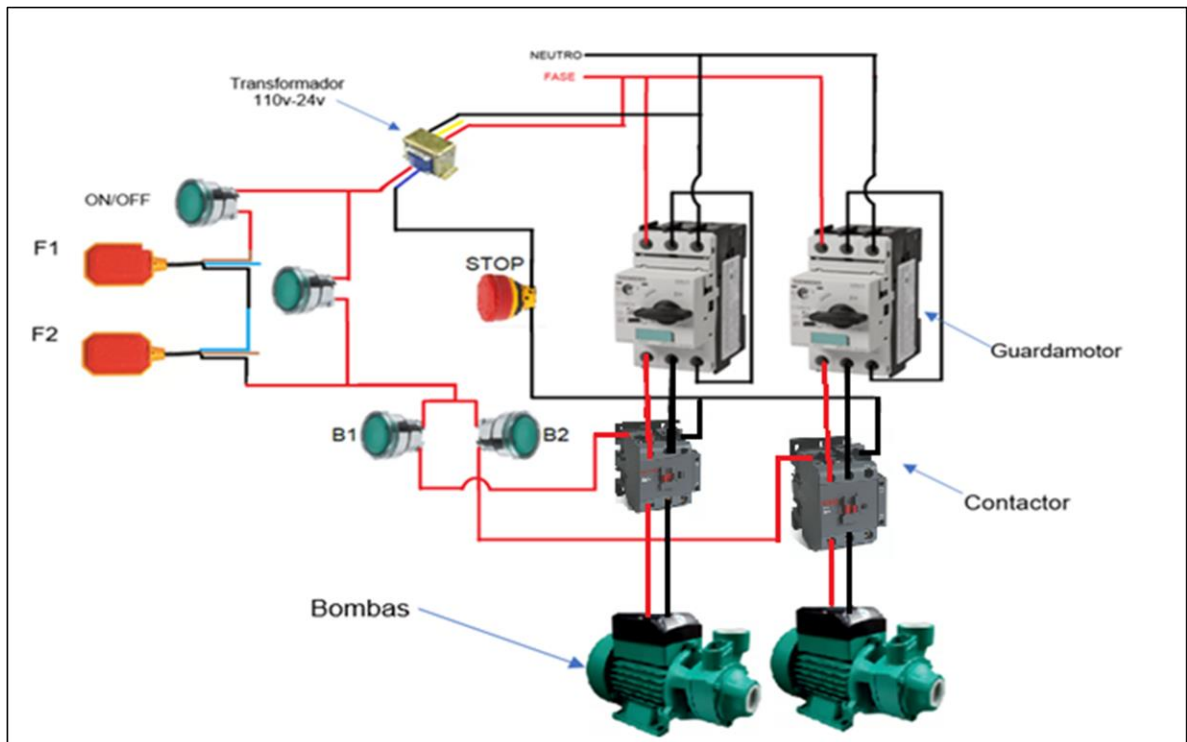 NEUTRO
FASE
Transformador
110v-24v
ON/OFF
F1
STOP
F2
Guardamotor
B1
B2
Contactor
Bombas